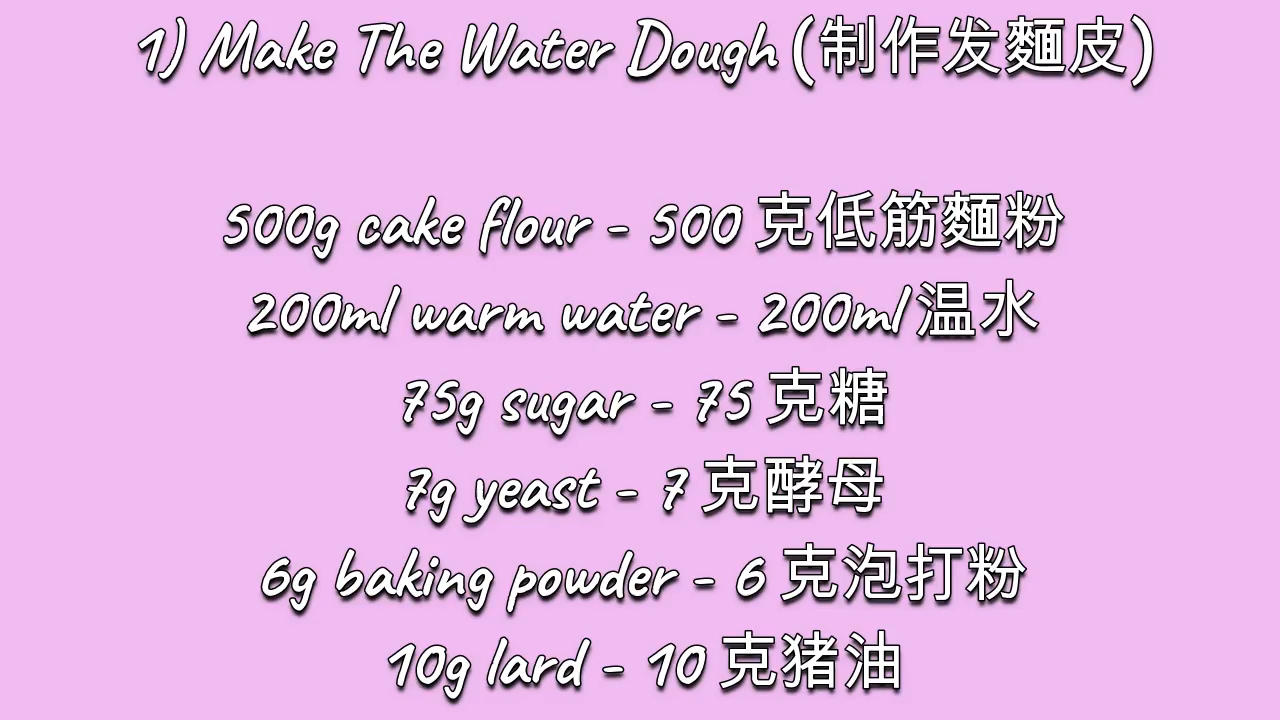 1) Make The Water Dough (制作发麵皮)
500g cake flour - 500 克低筋麵粉
200ml warm water - 200ml 温水
75g sugar - 75 克糖
7g yeast - 7 克酵母
6g baking powder - 6 克泡打粉
10g lard - 10 克猪油